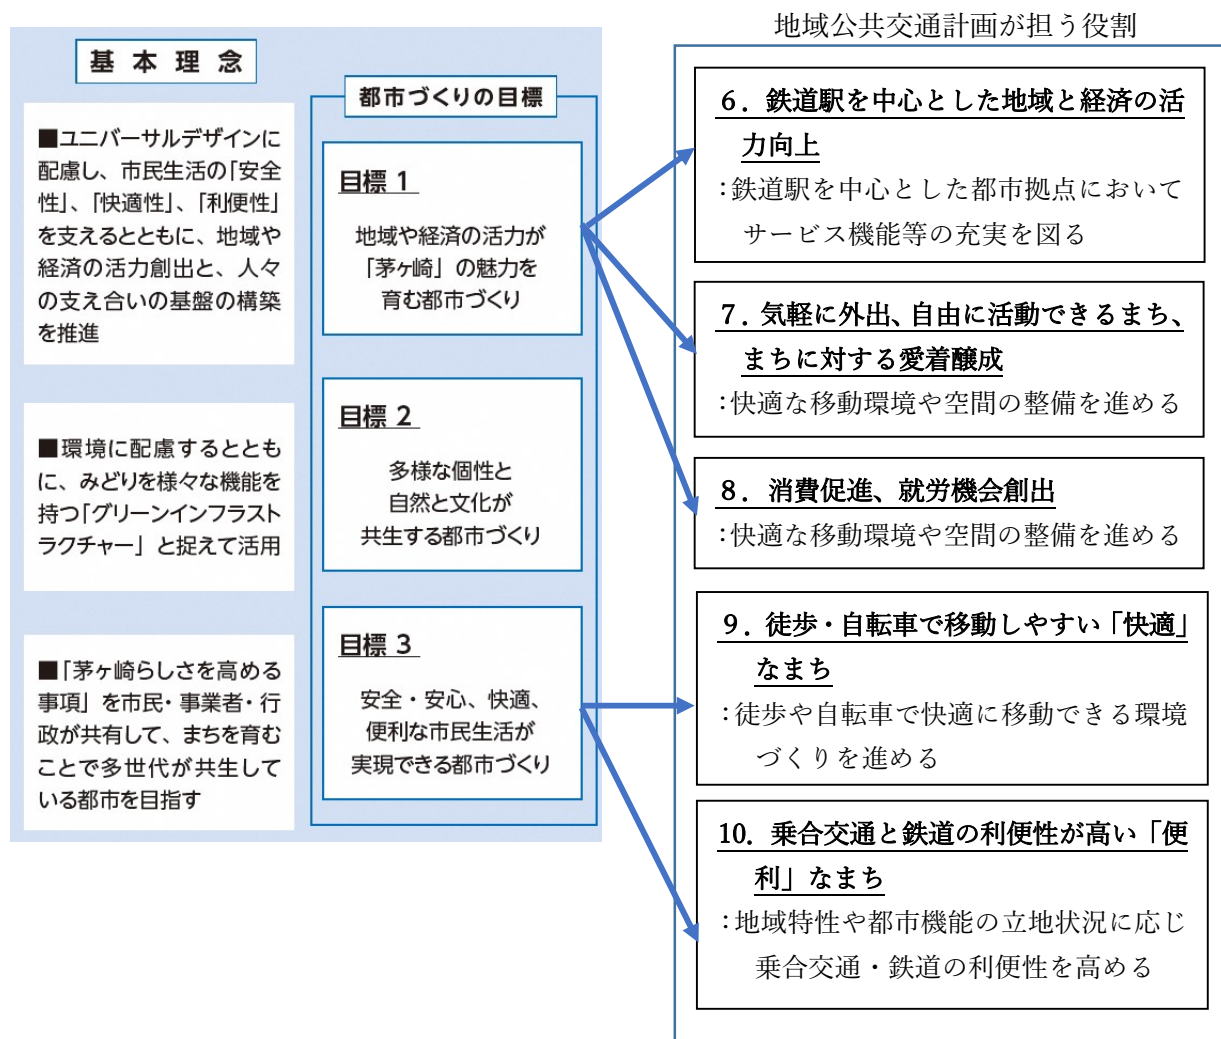 地域公共交通計画が担う役割
基本理念
■ユニバーサルデザインに
配慮し、市民生活の「安全
性」、「快適性」、「利便性」
を支えるとともに、地域や
経済の活力創出と、人々
の支え合いの基盤の構築
を推進
■環境に配慮するととも
に、みどりを様々な機能を
持つ「グリーンインフラスト
ラクチャー」と捉えて活用
■「茅ヶ崎らしさを高める
事項」を市民・事業者・行
政が共有して、まちを育む
ことで多世代が共生して
いる都市を目指す
都市づくりの目標
目標 1
地域や経済の活力が
「茅ヶ崎」の魅力を
育む都市づくり
目標 2
多様な個性と
自然と文化が
共生する都市づくり
目標 3
安全・安心、快適、
便利な市民生活が
実現できる都市づくり
６．鉄道駅を中心とした地域と経済の活
力向上
：鉄道駅を中心とした都市拠点において
サービス機能等の充実を図る
７．気軽に外出、自由に活動できるまち、
まちに対する愛着醸成
：快適な移動環境や空間の整備を進める
８．消費促進、就労機会創出
：快適な移動環境や空間の整備を進める
９．徒歩・自転車で移動しやすい「快適」
なまち
：徒歩や自転車で快適に移動できる環境
づくりを進める
10．乗合交通と鉄道の利便性が高い「便
利」なまち
：地域特性や都市機能の立地状況に応じ
乗合交通・鉄道の利便性を高める